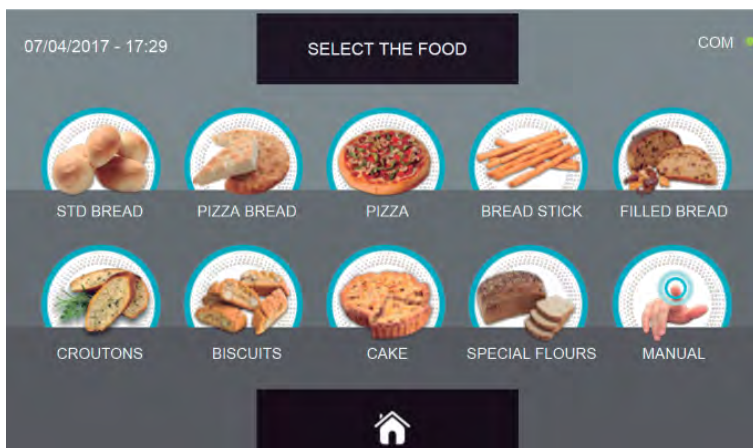 07/04/2017 - 17:29
SELECT THE FOOD
COM
STD BREAD
PIZZA BREAD
PIZZA
BREAD STICK
FILLED BREAD
CROUTONS
BISCUITS
CAKE
SPECIAL FLOURS
MANUAL